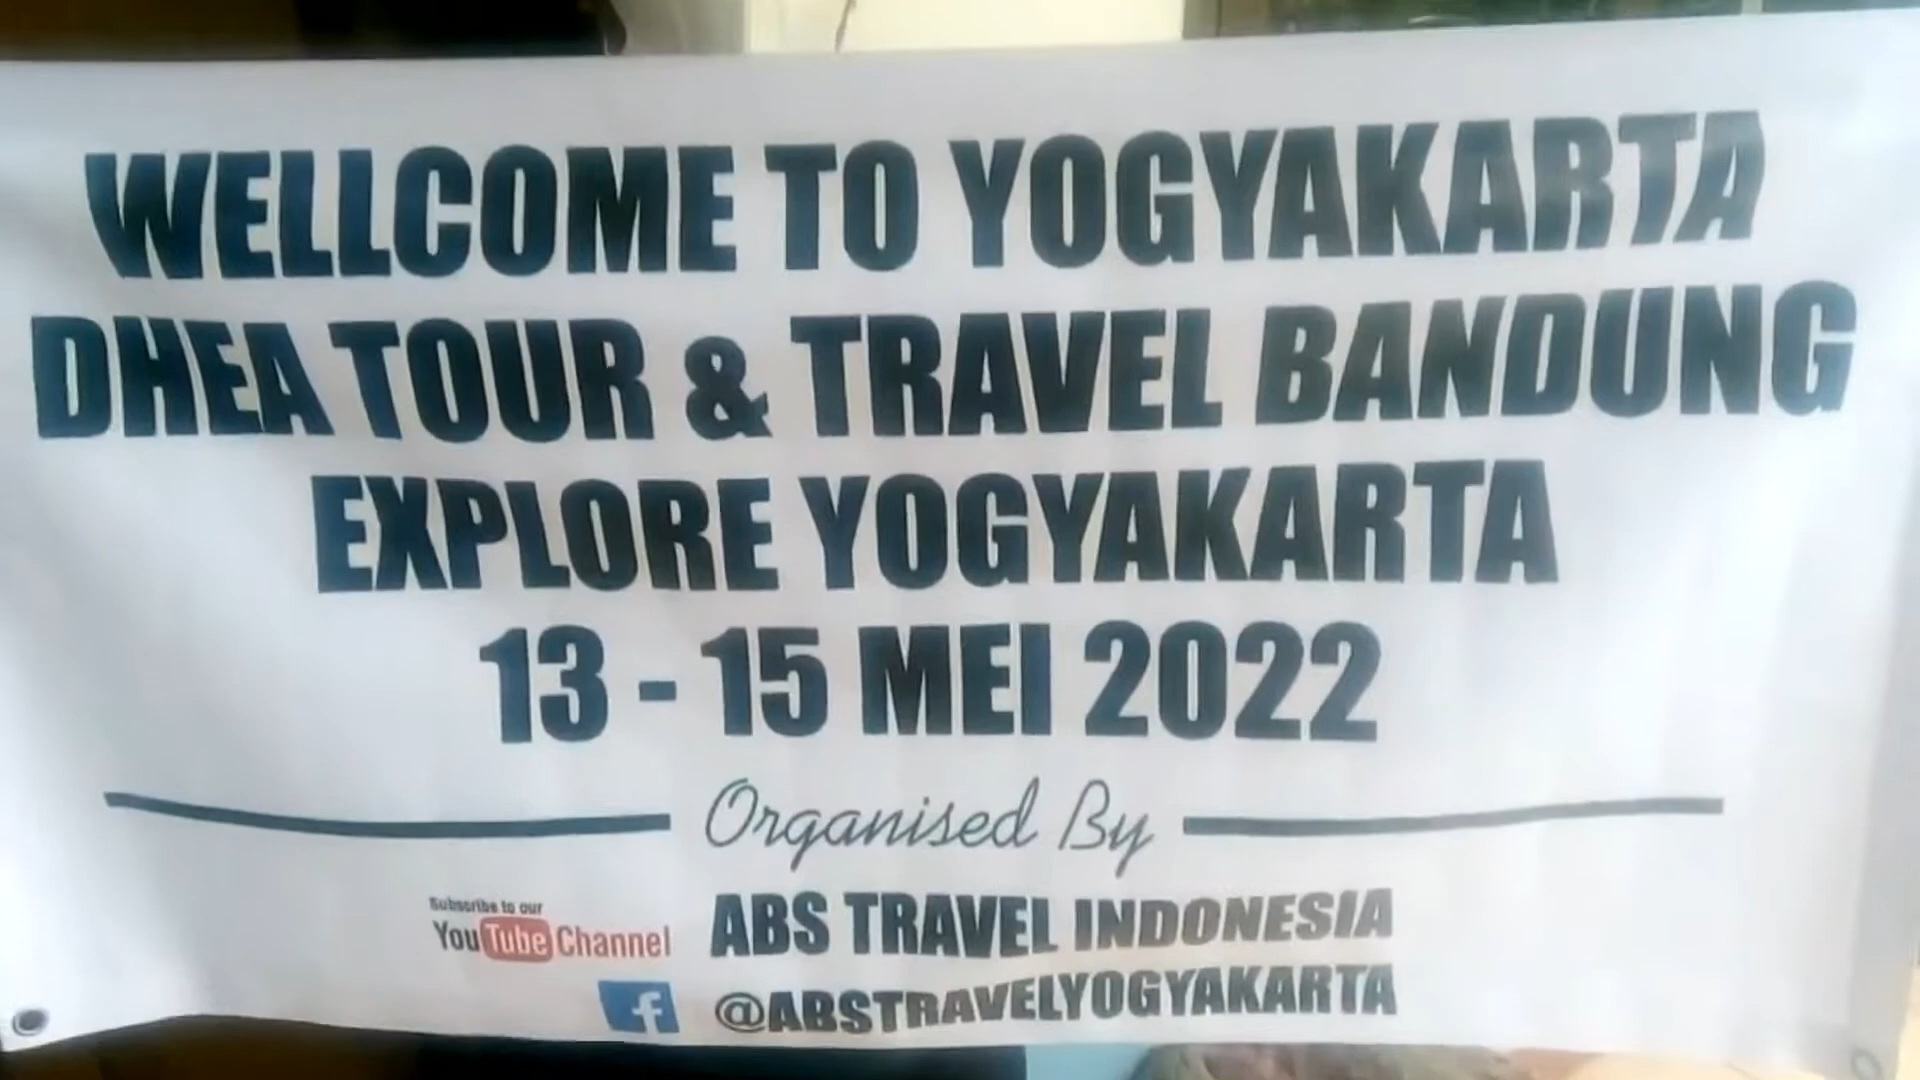 WELLCOME TO YOGYAKARTA
DHEA TOUR & TRAVEL BANDUNG
EXPLORE YOGYAKARTA
13 - 15 MEI 2022
Organised By
Subscribe to our
YouTube Channel
ABS TRAVEL INDONESIA
f @ABSTRAVELYOGYAKARTA